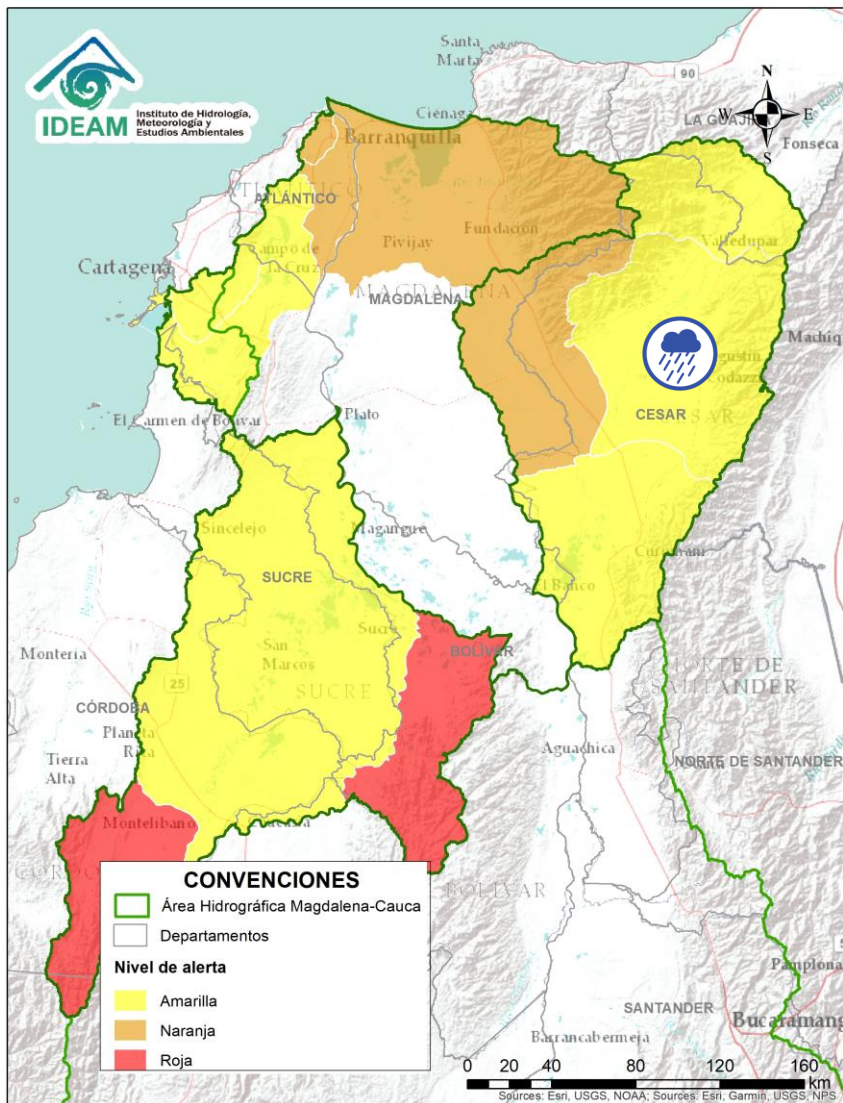 IDEAM
Instituto de Hidrología,
Meteorología y
Estudios Ambientales
Santa
Marta
90
N
W
E
S
LA GUAJIRA
Fonseca
Ciénaga
Barranquilla
ATLÁNTICO
Campo de
la Cruz
Pivijay
Fundación
Valledupar
Cartagena
MAGDALENA
Agustín
Codazzi
CESAR
El Carmen de Bolívar
Plato
Sincelejo
Magangue
SUCRE
El Banco
San
Marcos
Sucre
SUCRE
BOLÍVAR
Montería
25
CÓRDOBA
Planeta
Rica
Tierra
Alta
NORTE DE
SANTANDER
Aguachica
NORTE DE SANTANDER
Montelibano
BOLÍVAR
CONVENCIONES
Área Hidrográfica Magdalena-Cauca
Departamentos
Nivel de alerta
Amarilla
Naranja
Roja
Pamplona
SANTANDER
Bucaramang
Barrancabermeja
0 20 40 80 120 160
km
Sources: Esri, USGS, NOAA; Sources: Esri, Garmin, USGS, NPS